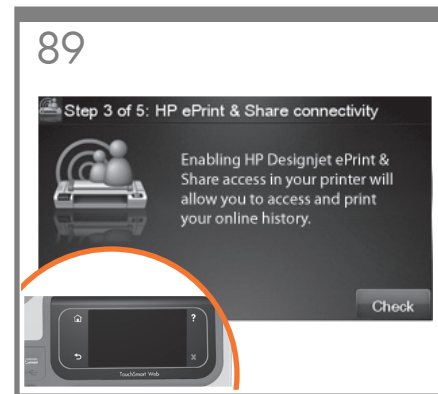 89
Step 3 of 5: HP ePrint & Share connectivity
Enabling HP Designjet ePrint &
Share access in your printer will
allow you to access and print
your online history.
Check
?
x
TouchSmart Web